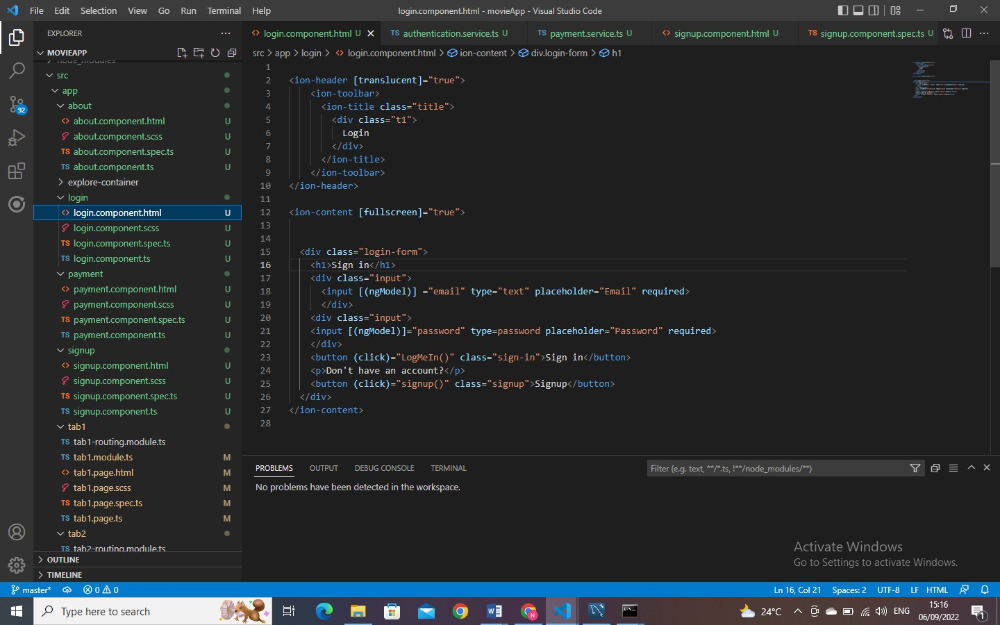 File Edit Selection View Go Run Terminal Help login.component.html - movieApp - Visual Studio Code
EXPLORER
MOVIEAPP
node_modules
src
app
about
about.component.html U
about.component.scss U
about.component.spec.ts U
about.component.ts U
explore-container
login
login.component.html U
login.component.scss U
login.component.spec.ts U
login.component.ts U
payment
payment.component.html U
payment.component.scss U
payment.component.spec.ts U
payment.component.ts U
signup
signup.component.html U
signup.component.scss U
signup.component.spec.ts U
signup.component.ts U
tab1
tab1-routing.module.ts
tab1.module.ts M
tab1.page.html M
tab1.page.scss M
tab1.page.spec.ts M
tab1.page.ts M
tab2
tab2-routing.module.ts
OUTLINE
TIMELINE
92
login.component.html U authentication.service.ts U payment.service.ts U signup.component.html U signup.component.spec.ts U
src > app > login > login.component.html > ion-content > div.login-form > h1
1
2 <ion-header [translucent]="true">
3 <ion-toolbar>
4 <ion-title class="title">
5 <div class="t1">
6 Login
7 </div>
8 </ion-title>
9 </ion-toolbar>
10 </ion-header>
11
12 <ion-content [fullscreen]="true">
13
14
15 <div class="login-form">
16 <h1>Sign in</h1>
17 <div class="input">
18 <input [(ngModel)] ="email" type="text" placeholder="Email" required>
19 </div>
20 <div class="input">
21 <input [(ngModel)]="password" type=password placeholder="Password" required>
22 </div>
23 <button (click)="LogMeIn()" class="sign-in">Sign in</button>
24 <p>Don't have an account?</p>
25 <button (click)="signup()" class="signup">Signup</button>
26 </div>
27 </ion-content>
28
PROBLEMS OUTPUT DEBUG CONSOLE TERMINAL Filter (e.g. text, **/*.ts, !**/node_modules/**)
No problems have been detected in the workspace.
Activate Windows
Go to Settings to activate Windows.
master* 0 0 Ln 16, Col 21 Spaces: 2 UTF-8 LF HTML
Type here to search 24°C ENG 15:16
06/09/2022
1